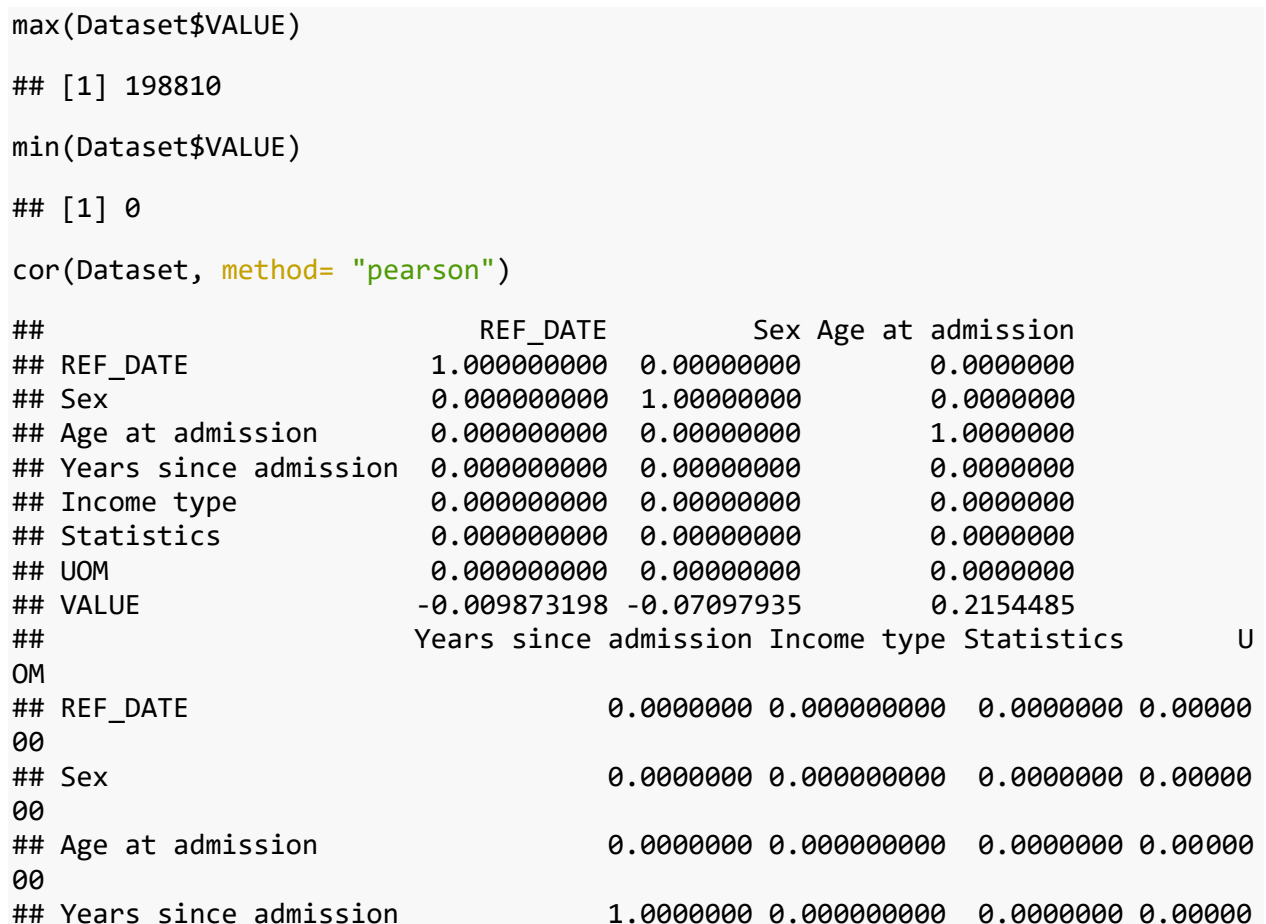 max(Dataset$VALUE)
## [1] 198810
min(Dataset$VALUE)
## [1] 0
cor(Dataset, method= "pearson")
##                          REF_DATE         Sex Age at admission
## REF_DATE              1.000000000  0.00000000        0.0000000
## Sex                   0.000000000  1.00000000        0.0000000
## Age at admission      0.000000000  0.00000000        1.0000000
## Years since admission 0.000000000  0.00000000        0.0000000
## Income type           0.000000000  0.00000000        0.0000000
## Statistics            0.000000000  0.00000000        0.0000000
## UOM                   0.000000000  0.00000000        0.0000000
## VALUE                -0.009873198 -0.07097935        0.2154485
##                      Years since admission Income type Statistics       U
OM
## REF_DATE                         0.0000000 0.000000000  0.0000000 0.00000
00
## Sex                              0.0000000 0.000000000  0.0000000 0.00000
00
## Age at admission                 0.0000000 0.000000000  0.0000000 0.00000
00
## Years since admission            1.0000000 0.000000000  0.0000000 0.00000